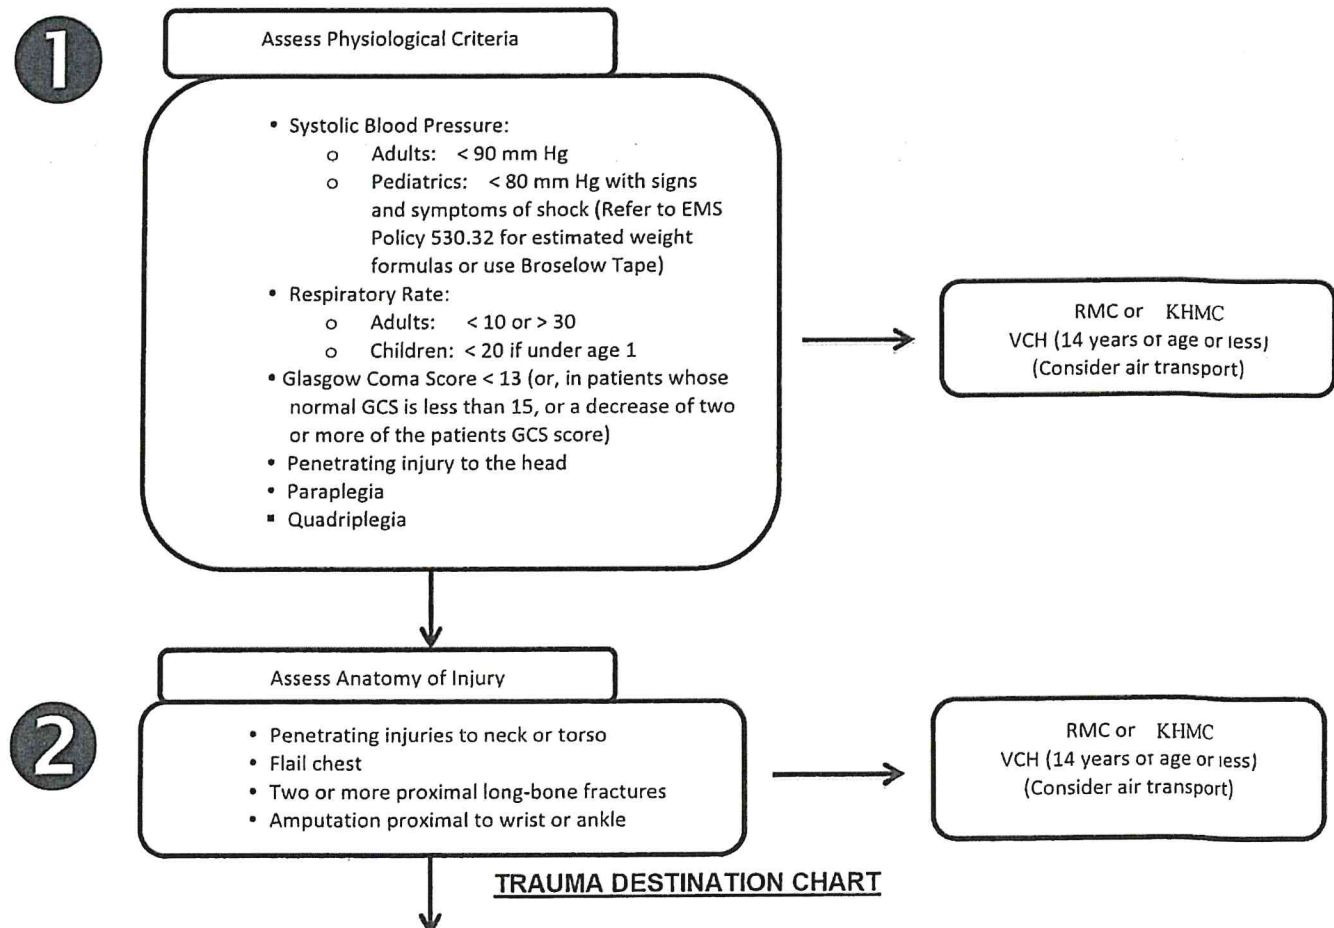 1
Assess Physiological Criteria
• Systolic Blood Pressure:
o Adults: < 90 mm Hg
o Pediatrics: < 80 mm Hg with signs
and symptoms of shock (Refer to EMS
Policy 530.32 for estimated weight
formulas or use Broselow Tape)
• Respiratory Rate:
o Adults: < 10 or > 30
o Children: < 20 if under age 1
• Glasgow Coma Score < 13 (or, in patients whose
normal GCS is less than 15, or a decrease of two
or more of the patients GCS score)
• Penetrating injury to the head
• Paraplegia
▪ Quadriplegia
RMC or KHMC
VCH (14 years of age or less)
(Consider air transport)
2
Assess Anatomy of Injury
• Penetrating injuries to neck or torso
• Flail chest
• Two or more proximal long-bone fractures
• Amputation proximal to wrist or ankle
RMC or KHMC
VCH (14 years of age or less)
(Consider air transport)
TRAUMA DESTINATION CHART